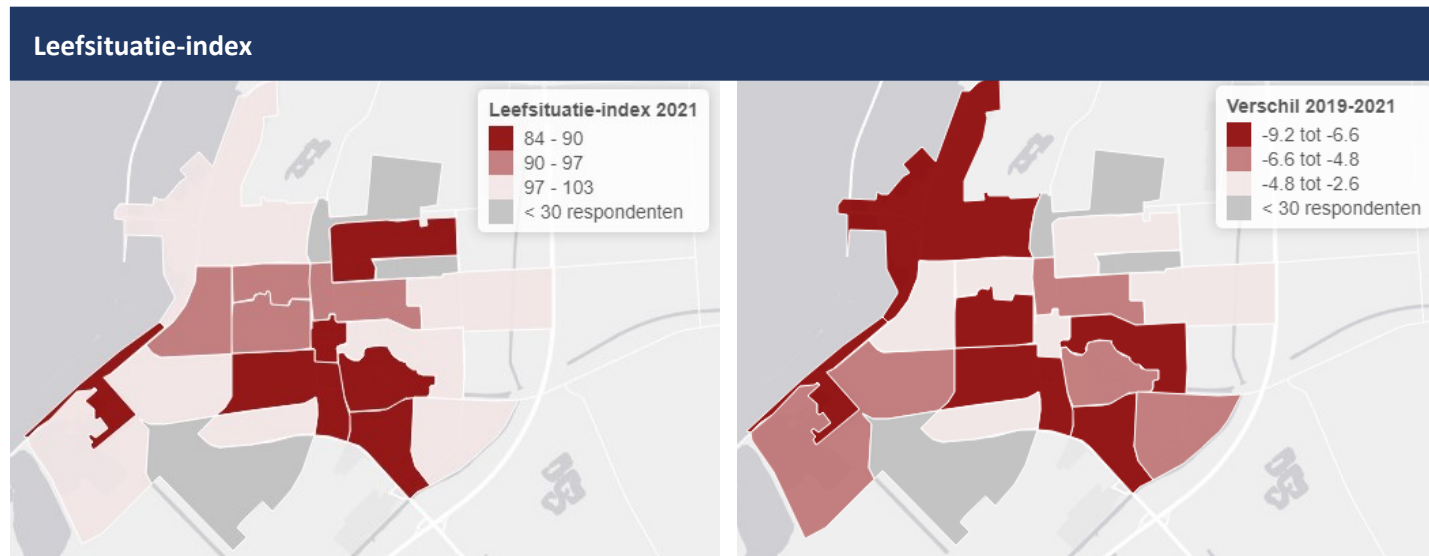 Leefsituatie-index
Leefsituatie-index 2021
84 - 90
90 - 97
97 - 103
< 30 respondenten
Verschil 2019-2021
-9.2 tot -6.6
-6.6 tot -4.8
-4.8 tot -2.6
< 30 respondenten